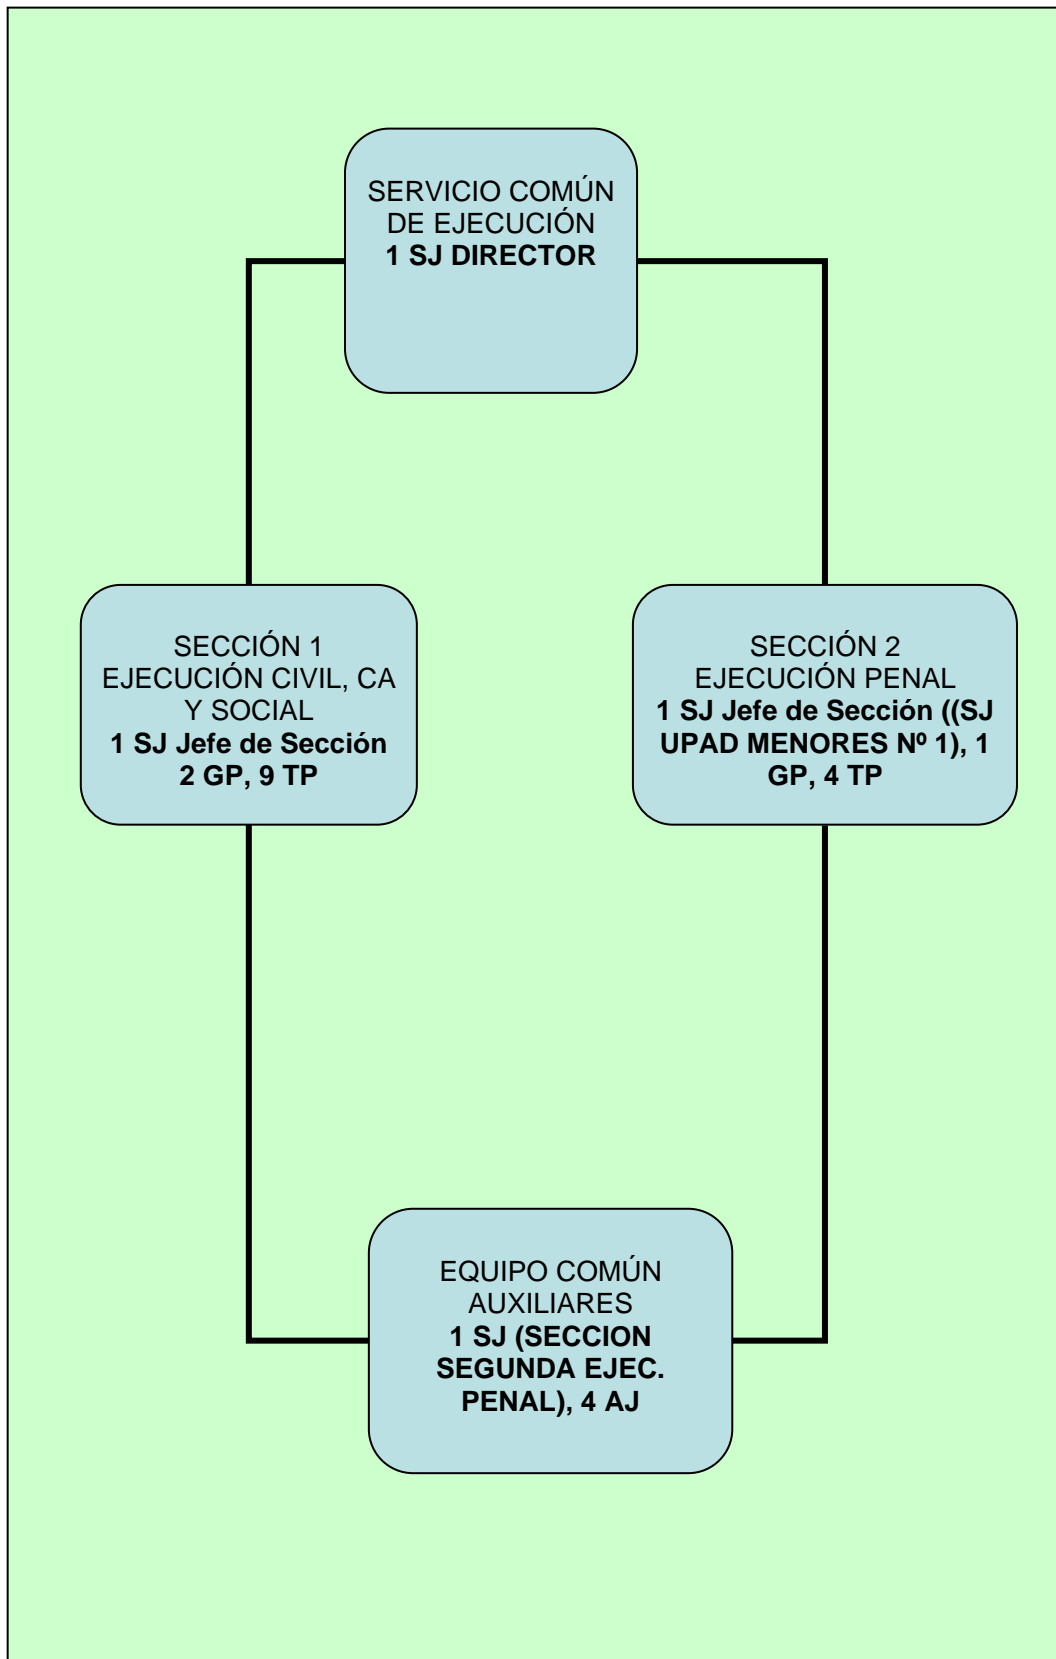 SERVICIO COMÚN
DE EJECUCIÓN
1 SJ DIRECTOR
SECCIÓN 1
EJECUCIÓN CIVIL, CA
Y SOCIAL
1 SJ Jefe de Sección
2 GP, 9 TP
SECCIÓN 2
EJECUCIÓN PENAL
1 SJ Jefe de Sección ((SJ
UPAD MENORES Nº 1), 1
GP, 4 TP
EQUIPO COMÚN
AUXILIARES
1 SJ (SECCION
SEGUNDA EJEC.
PENAL), 4 AJ